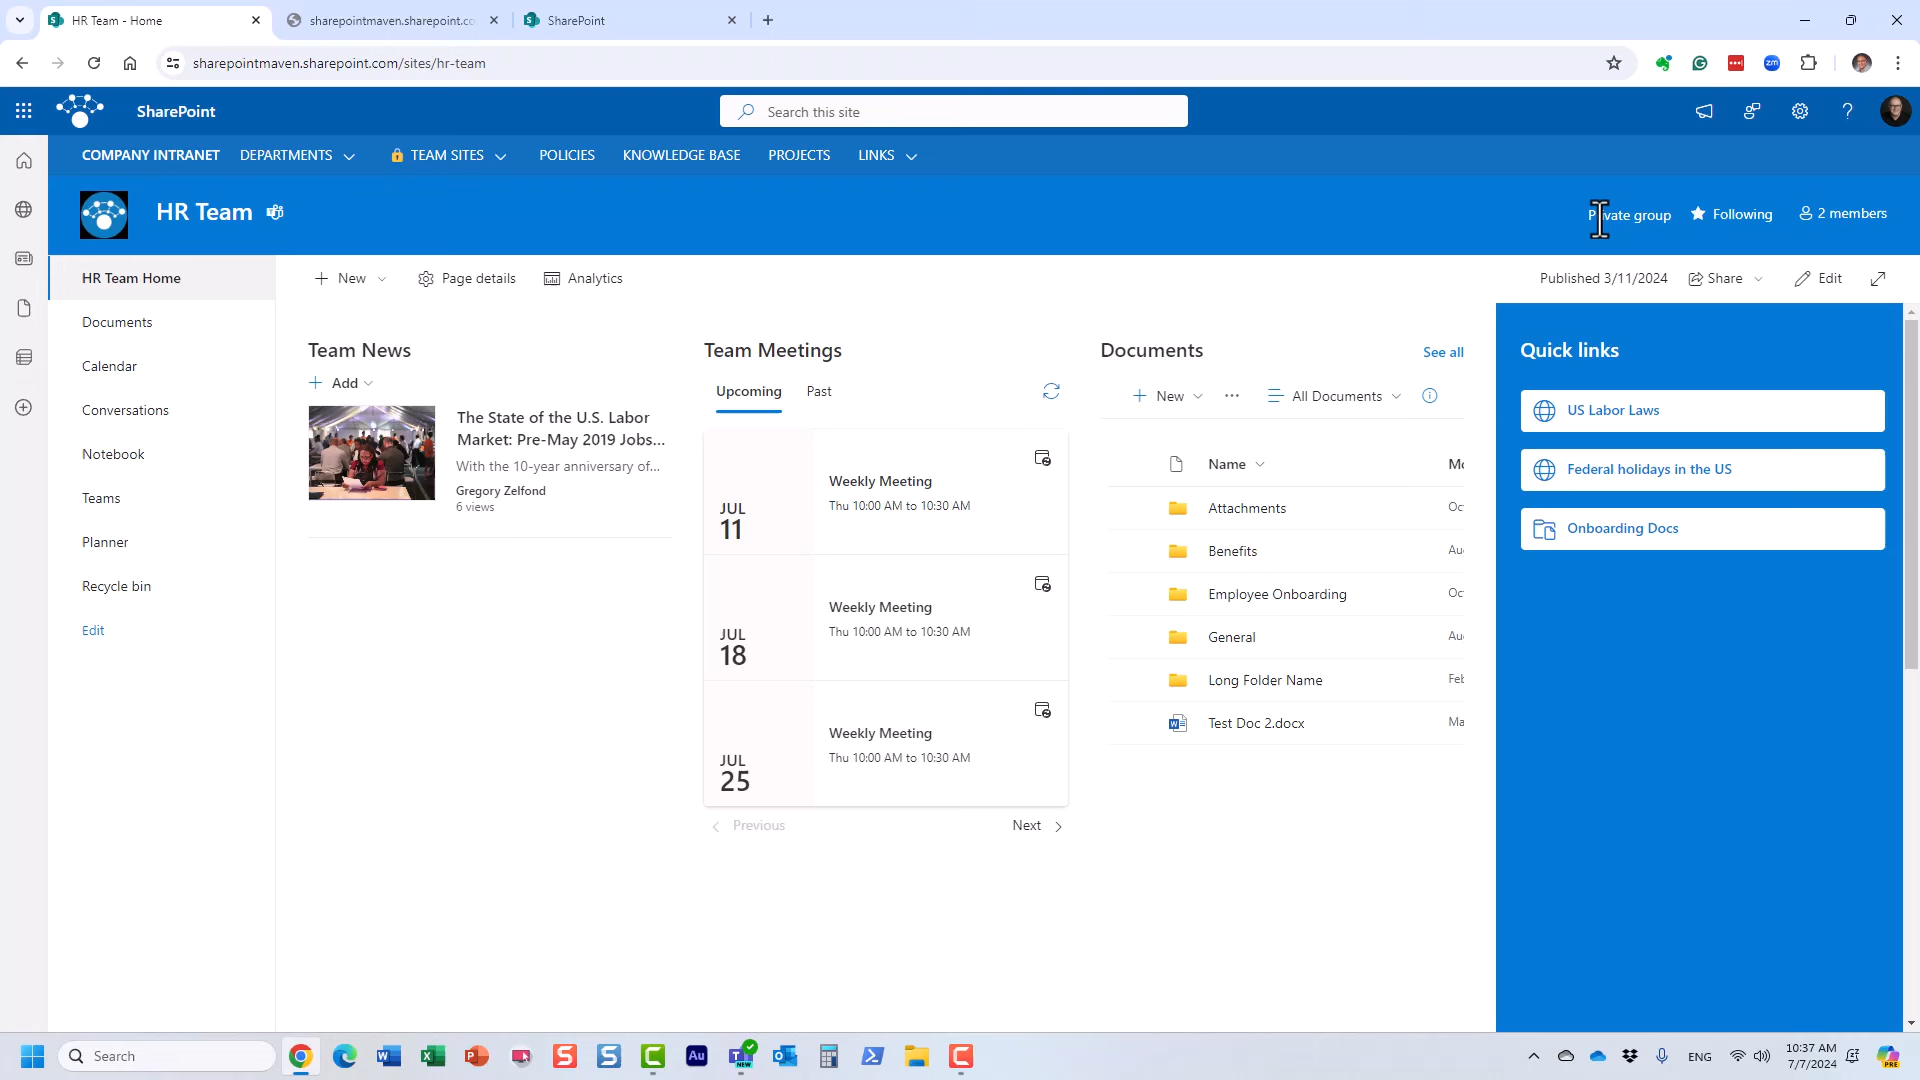 HR Team - Home
sharepointmaven.sharepoint.co
SharePoint
sharepointmaven.sharepoint.com/sites/hr-team
SharePoint
Search this site
COMPANY INTRANET
DEPARTMENTS
TEAM SITES
POLICIES
KNOWLEDGE BASE
PROJECTS
LINKS
HR Team
Private group
Following
2 members
HR Team Home
Documents
Calendar
Conversations
Notebook
Teams
Planner
Recycle bin
Edit
New
Page details
Analytics
Published 3/11/2024
Share
Edit
Team News
Add
The State of the U.S. Labor
Market: Pre-May 2019 Jobs...
With the 10-year anniversary of...
Gregory Zelfond
6 views
Team Meetings
Upcoming
Past
JUL
11
Weekly Meeting
Thu 10:00 AM to 10:30 AM
JUL
18
Weekly Meeting
Thu 10:00 AM to 10:30 AM
JUL
25
Weekly Meeting
Thu 10:00 AM to 10:30 AM
Previous
Next
Documents
See all
New
All Documents
Name
Mo
Attachments
Oc
Benefits
Au
Employee Onboarding
Oc
General
Au
Long Folder Name
Feb
Test Doc 2.docx
Ma
Quick links
US Labor Laws
Federal holidays in the US
Onboarding Docs
Search
ENG
10:37 AM
7/7/2024